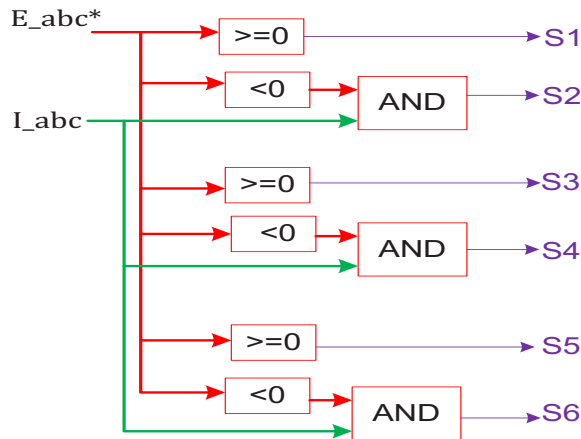 E_abc*
>=0
S1
<0
AND
S2
I_abc
>=0
S3
<0
AND
S4
>=0
S5
<0
AND
S6